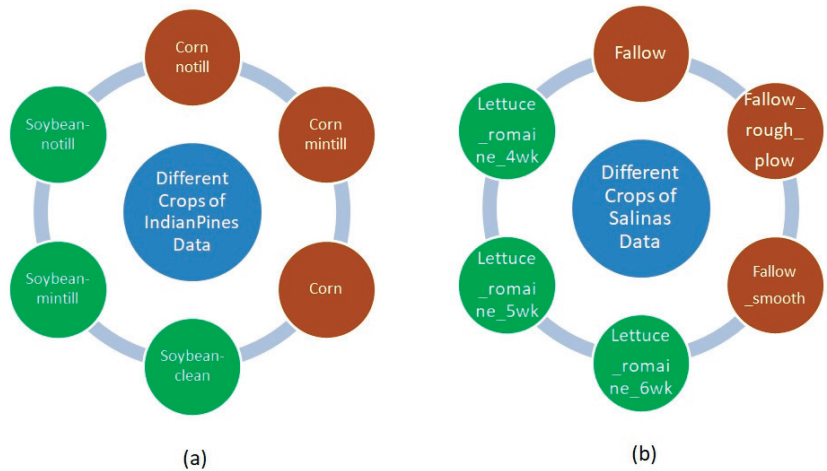 Corn
notill
Corn
mintill
Corn
Soybean-
clean
Soybean-
mintill
Soybean-
notill
Different
Crops of
IndianPines
Data
(a)
Fallow
Fallow_
rough_
plow
Fallow
_smooth
Lettuce
_romai
ne_6wk
Lettuce
_romai
ne_5wk
Lettuce
_romai
ne_4wk
Different
Crops of
Salinas
Data
(b)